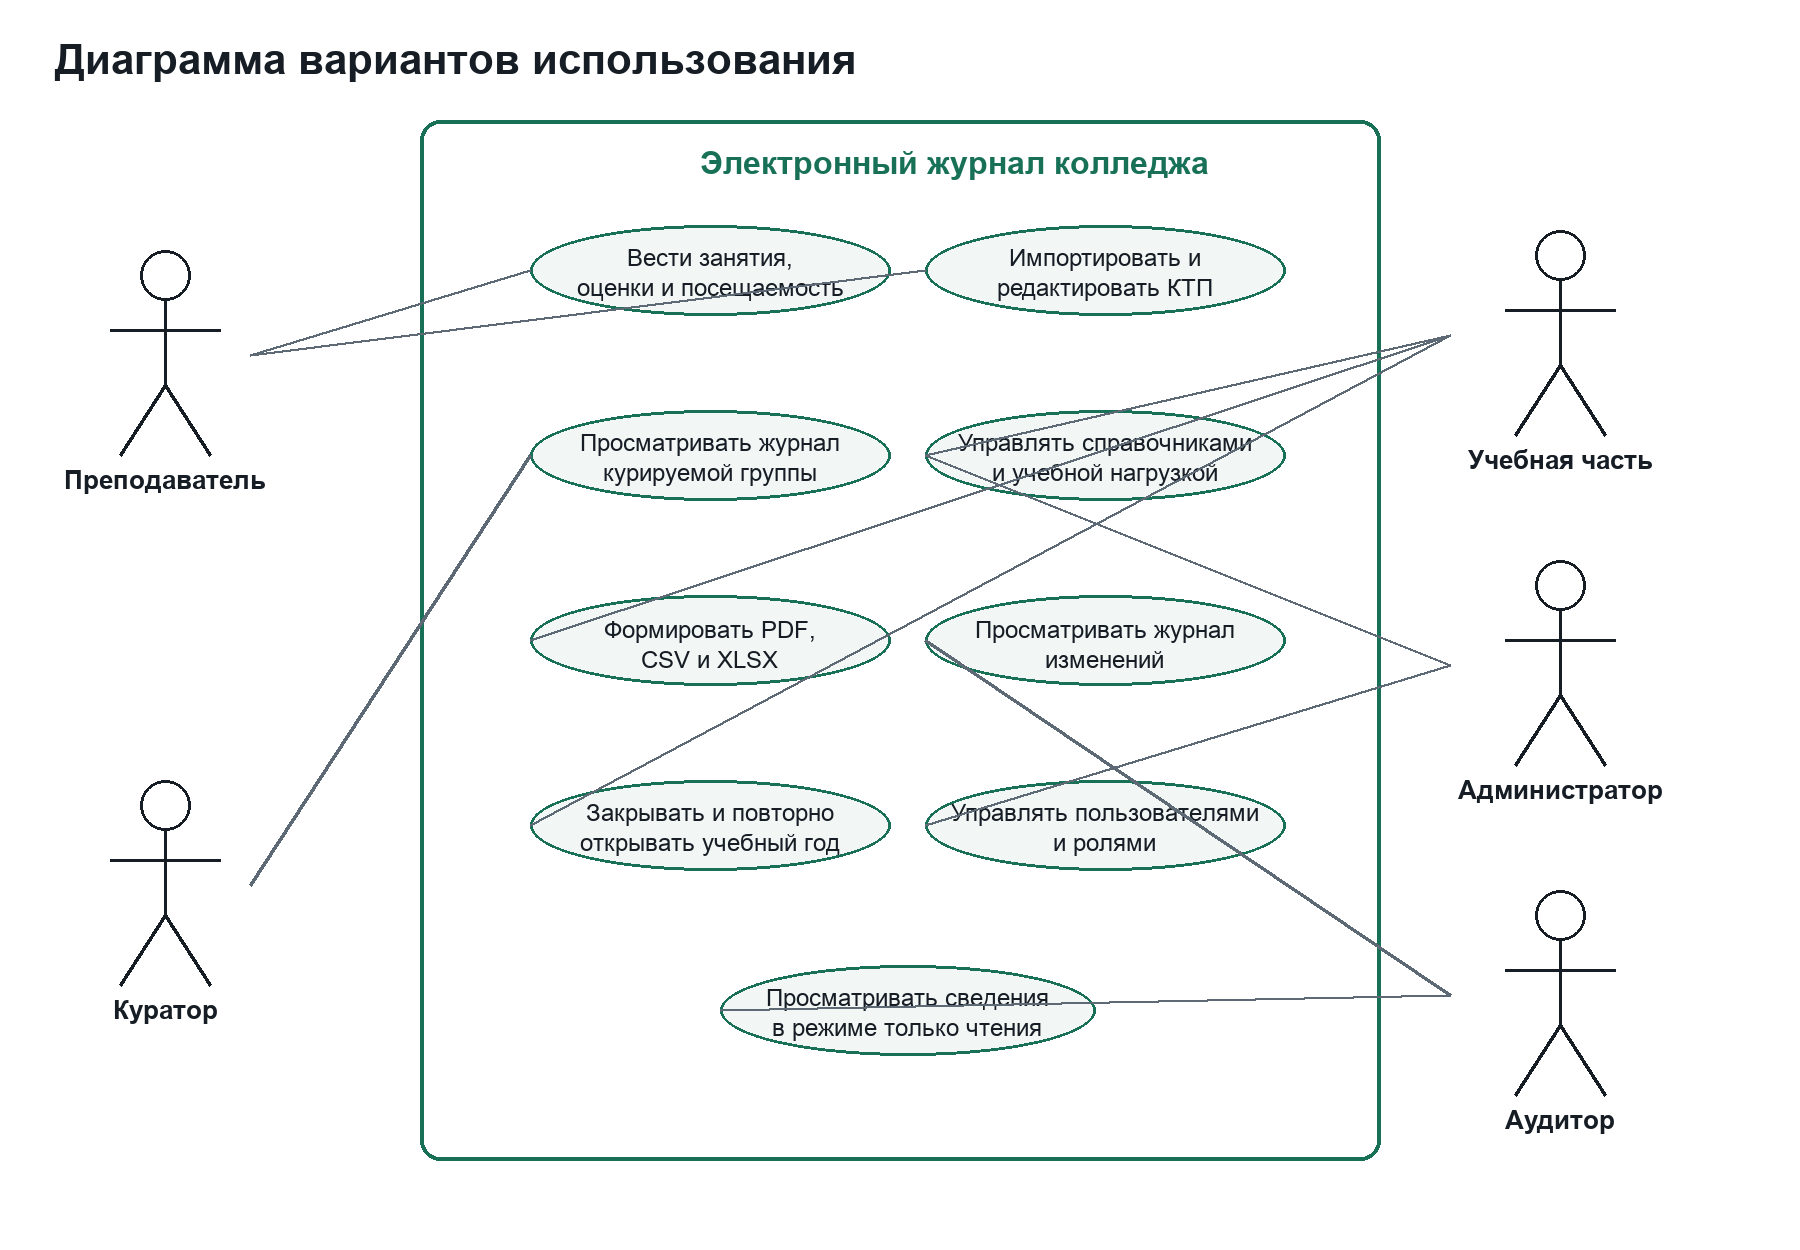 Диаграмма вариантов использования
Электронный журнал колледжа
Вести занятия,
оценки и посещаемость
Импортировать и
редактировать КТП
Преподаватель
Учебная часть
Просматривать журнал
курируемой группы
Управлять справочниками
и учебной нагрузкой
Формировать PDF,
CSV и XLSX
Просматривать журнал
изменений
Администратор
Закрывать и повторно
открывать учебный год
Управлять пользователями
и ролями
Куратор
Просматривать сведения
в режиме только чтения
Аудитор